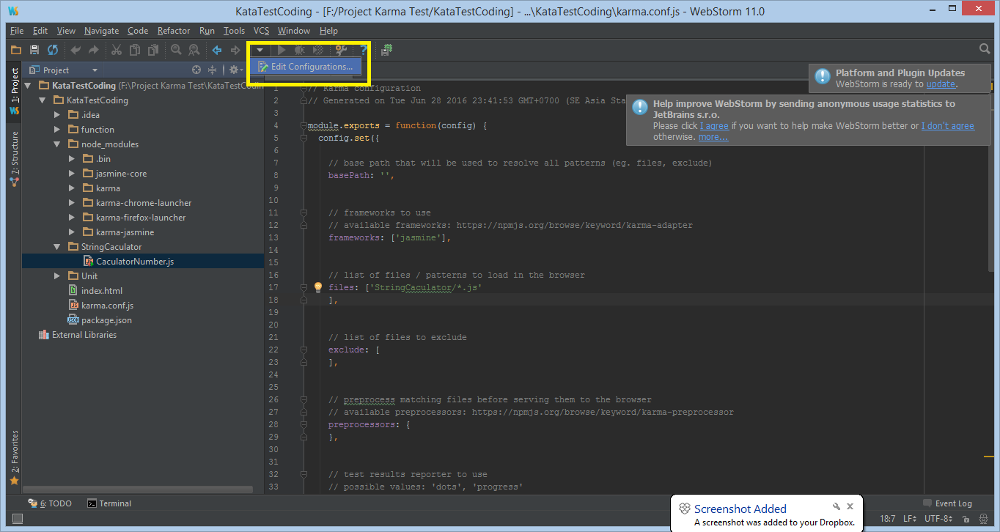 KataTestCoding - [F:/Project Karma Test/KataTestCoding] - ...\KataTestCoding\karma.conf.js - WebStorm 11.0
File Edit View Navigate Code Refactor Run Tools VCS Window Help
Edit Configurations...
Project
1: Project
7: Structure
2: Favorites
KataTestCoding (F:\Project Karma Test\KataTestCodin
KataTestCoding
.idea
function
node_modules
.bin
jasmine-core
karma
karma-chrome-launcher
karma-firefox-launcher
karma-jasmine
StringCaculator
CaculatorNumber.js
Unit
index.html
karma.conf.js
package.json
External Libraries
1 // Karma configuration
2 // Generated on Tue Jun 28 2016 23:41:53 GMT+0700 (SE Asia Sta
3
4 module.exports = function(config) {
5 config.set({
6
7 // base path that will be used to resolve all patterns (eg. files, exclude)
8 basePath: '',
9
10
11 // frameworks to use
12 // available frameworks: https://npmjs.org/browse/keyword/karma-adapter
13 frameworks: ['jasmine'],
14
15
16 // list of files / patterns to load in the browser
17 files: ['StringCaculator/*.js'
18 ],
19
20
21 // list of files to exclude
22 exclude: [
23 ],
24
25
26 // preprocess matching files before serving them to the browser
27 // available preprocessors: https://npmjs.org/browse/keyword/karma-preprocessor
28 preprocessors: {
29 },
30
31
32 // test results reporter to use
33 // possible values: 'dots', 'progress'
Platform and Plugin Updates
WebStorm is ready to update.
Help improve WebStorm by sending anonymous usage statistics to
JetBrains s.r.o.
Please click I agree if you want to help make WebStorm better or I don't agree
otherwise. more...
6: TODO Terminal
Event Log
Screenshot Added
A screenshot was added to your Dropbox.
18:7 LF UTF-8